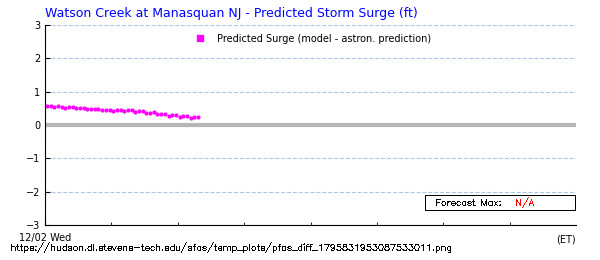 Watson Creek at Manasquan NJ - Predicted Storm Surge (ft)
3
Predicted Surge (model - astron. prediction)
2
1
0
−1
−2
Forecast Max: N/A
−3
12/02 Wed
(ET)
https://hudson.dl.stevens-tech.edu/sfas/temp_plots/pfas_diff_1795831953087533011.png